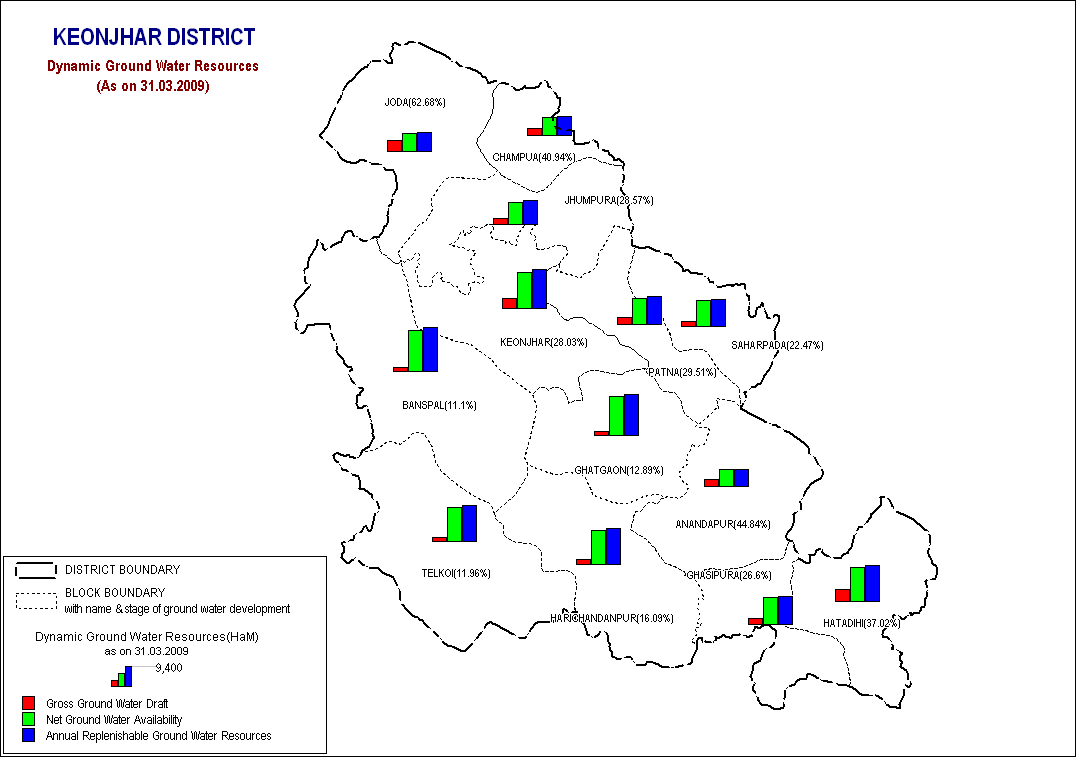 KEONJHAR DISTRICT
Dynamic Ground Water Resources
(As on 31.03.2009)
JODA(62.68%)
CHAMPUA(40.94%)
JHUMPURA(28.57%)
KEONJHAR(28.03%)
SAHARPADA(22.47%)
PATNA(29.51%)
BANSPAL(11.1%)
GHATGAON(12.89%)
ANANDAPUR(44.84%)
TELKOI(11.96%)
GHASIPURA(26.6%)
HARICHANDANPUR(16.09%)
HATADIHI(37.02%)
DISTRICT BOUNDARY
BLOCK BOUNDARY
with name & stage of ground water development
Dynamic Ground Water Resources(HaM)
as on 31.03.2009
9,400
Gross Ground Water Draft
Net Ground Water Availability
Annual Replenishable Ground Water Resources